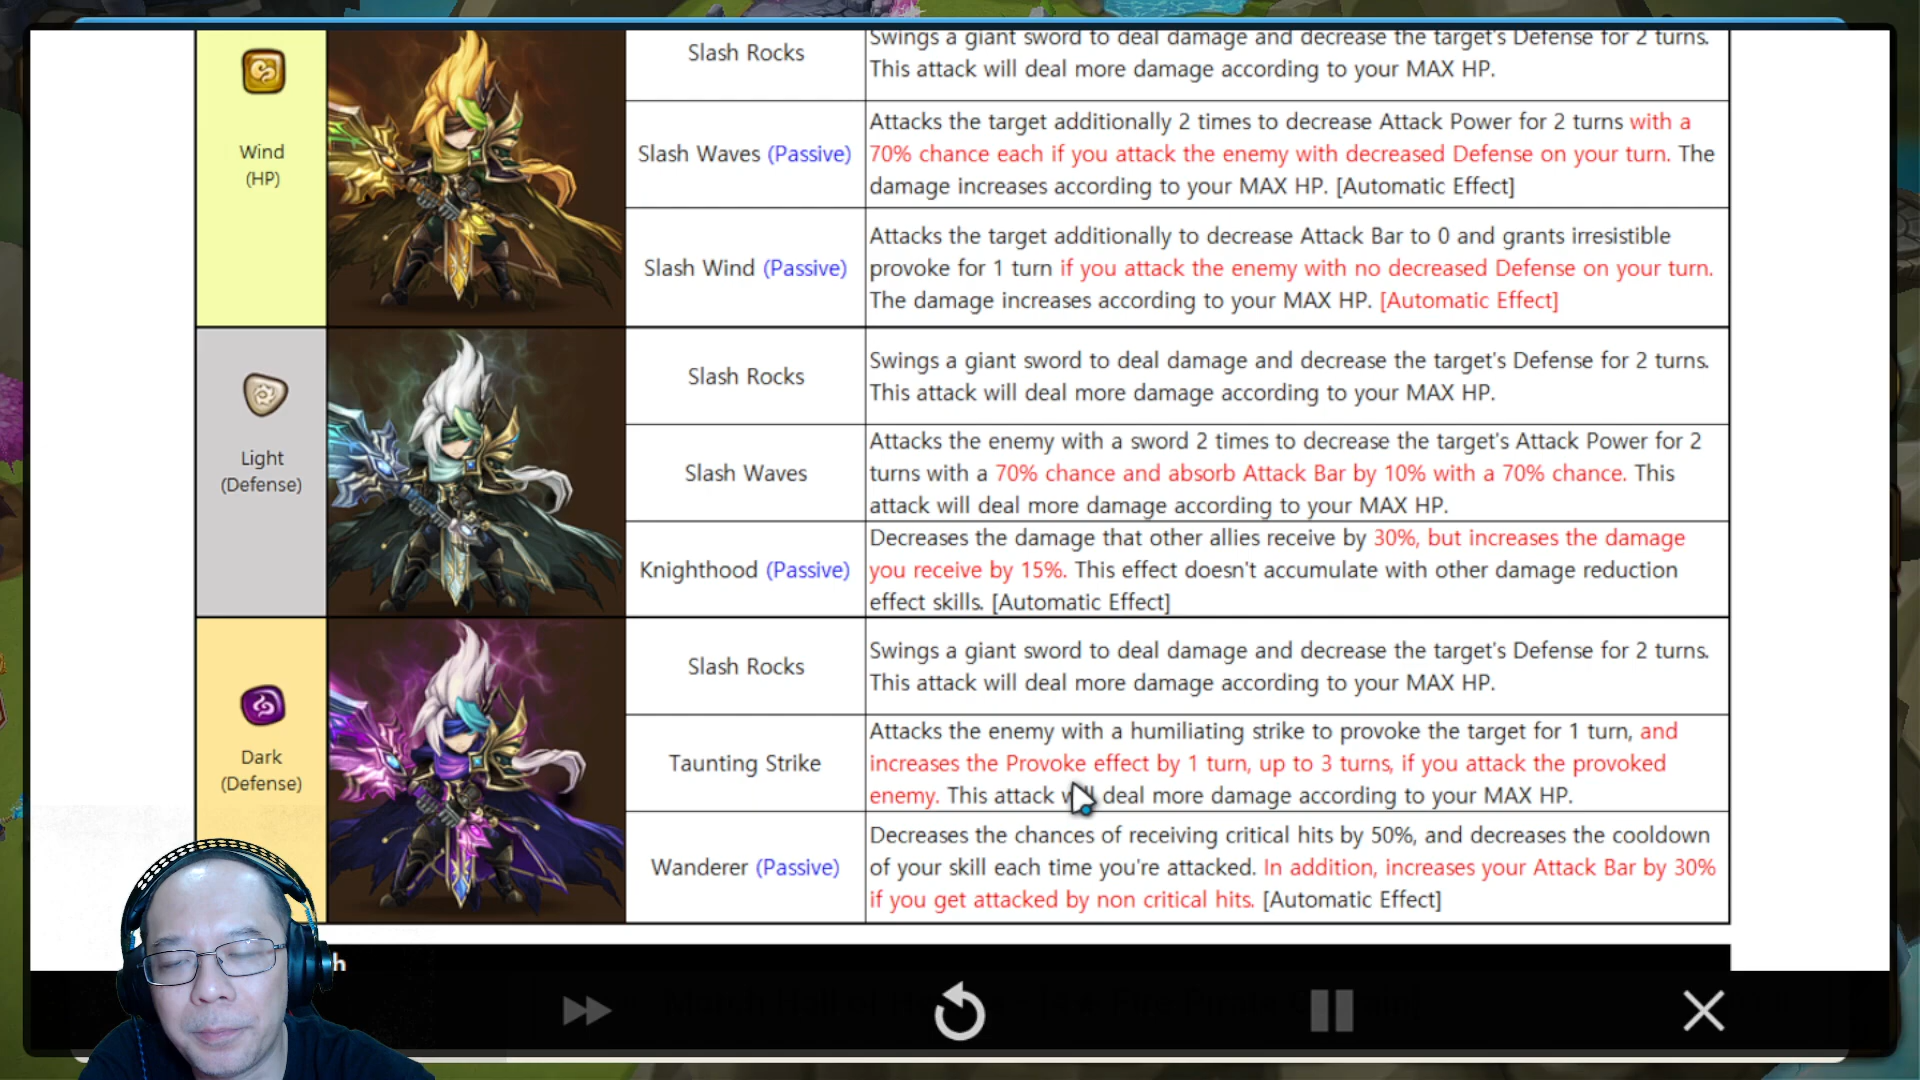 Wind
(HP)
Slash Rocks
Swings a giant sword to deal damage and decrease the target's Defense for 2 turns.
This attack will deal more damage according to your MAX HP.
Slash Waves (Passive)
Attacks the target additionally 2 times to decrease Attack Power for 2 turns with a
70% chance each if you attack the enemy with decreased Defense on your turn. The
damage increases according to your MAX HP. [Automatic Effect]
Slash Wind (Passive)
Attacks the target additionally to decrease Attack Bar to 0 and grants irresistible
provoke for 1 turn if you attack the enemy with no decreased Defense on your turn.
The damage increases according to your MAX HP. [Automatic Effect]
Light
(Defense)
Slash Rocks
Swings a giant sword to deal damage and decrease the target's Defense for 2 turns.
This attack will deal more damage according to your MAX HP.
Slash Waves
Attacks the enemy with a sword 2 times to decrease the target's Attack Power for 2
turns with a 70% chance and absorb Attack Bar by 10% with a 70% chance. This
attack will deal more damage according to your MAX HP.
Knighthood (Passive)
Decreases the damage that other allies receive by 30%, but increases the damage
you receive by 15%. This effect doesn't accumulate with other damage reduction
effect skills. [Automatic Effect]
Dark
(Defense)
Slash Rocks
Swings a giant sword to deal damage and decrease the target's Defense for 2 turns.
This attack will deal more damage according to your MAX HP.
Taunting Strike
Attacks the enemy with a humiliating strike to provoke the target for 1 turn, and
increases the Provoke effect by 1 turn, up to 3 turns, if you attack the provoked
enemy. This attack will deal more damage according to your MAX HP.
Wanderer (Passive)
Decreases the chances of receiving critical hits by 50%, and decreases the cooldown
of your skill each time you're attacked. In addition, increases your Attack Bar by 30%
if you get attacked by non critical hits. [Automatic Effect]
h